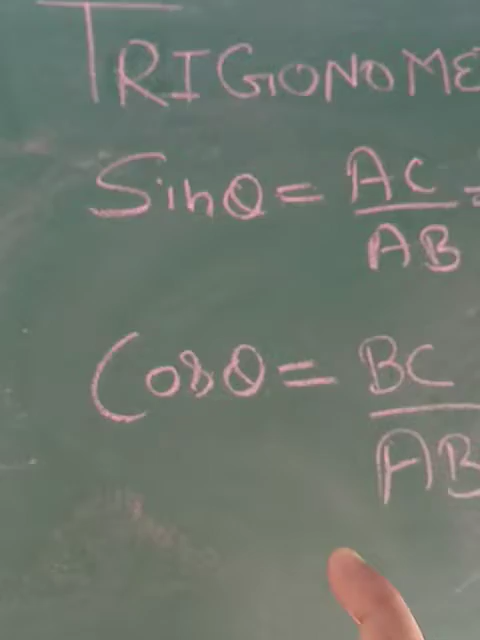 TRIGONOME
Sinθ = AC/AB =
Cosθ = BC/AB